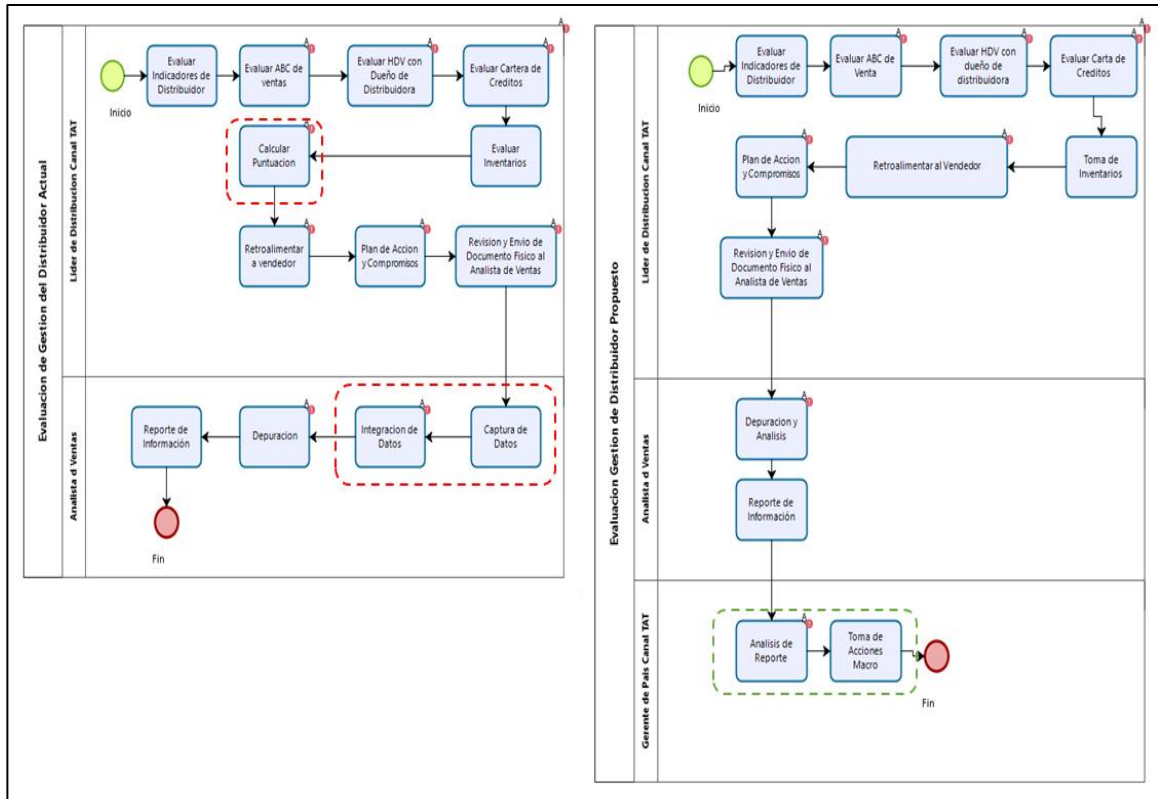 Evaluacion de Gestion del Distribuidor Actual
Lider de Distribucion Canal TAT
Inicio
Evaluar
Indicadores de
Distribuidor
Evaluar ABC de
ventas
Evaluar HDV con
Dueño de
Distribuidora
Evaluar Cartera de
Creditos
Evaluar
Inventarios
Calcular
Puntuacion
Retroalimentar
a vendedor
Plan de Accion
y Compromisos
Revision y Envio de
Documento Fisico al
Analista de Ventas
Analista d Ventas
Captura de
Datos
Integracion de
Datos
Depuracion
Reporte de
Información
Fin
Evaluacion Gestion de Distribuidor Propuesto
Lider de Distribucion Canal TAT
Inicio
Evaluar
Indicadores de
Distribuidor
Evaluar ABC de
Venta
Evaluar HDV con
dueño de
distribuidora
Evaluar Carta de
Creditos
Toma de
Inventarios
Retroalimentar al Vendedor
Plan de Accion
y Compromisos
Revision y Envio de
Documento Fisico al
Analista de Ventas
Analista d Ventas
Depuracion y
Analisis
Reporte de
Información
Gerente de Pais Canal TAT
Analisis de
Reporte
Toma de
Acciones
Macro
Fin